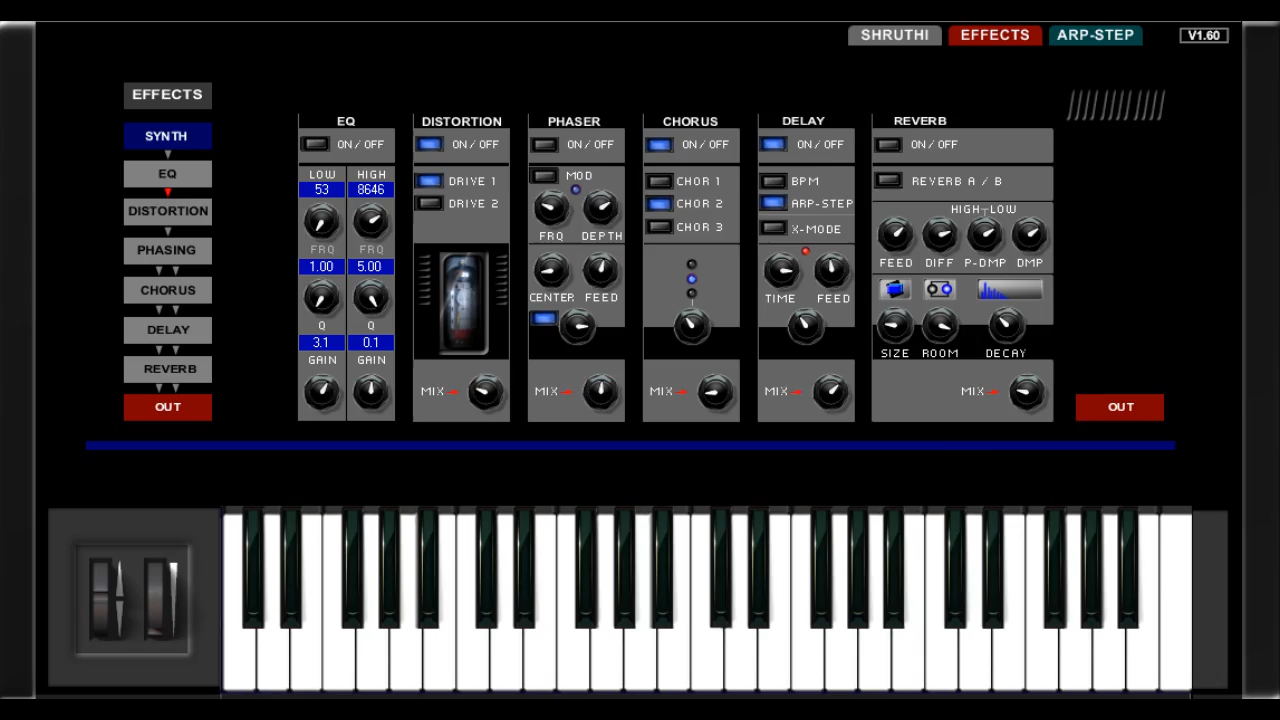 SHRUTHI EFFECTS ARP-STEP V1.60
EFFECTS
SYNTH
EQ
DISTORTION
PHASING
CHORUS
DELAY
REVERB
OUT
EQ
ON / OFF
LOW HIGH
53 8646
FRQ FRQ
1.00 5.00
Q Q
3.1 0.1
GAIN GAIN
DISTORTION
ON / OFF
DRIVE 1
DRIVE 2
MIX
PHASER
ON / OFF
MOD
FRQ DEPTH
CENTER FEED
MIX
CHORUS
ON / OFF
CHOR 1
CHOR 2
CHOR 3
MIX
DELAY
ON / OFF
BPM
ARP-STEP
X-MODE
TIME FEED
MIX
REVERB
ON / OFF
REVERB A / B
HIGH-LOW
FEED DIFF P-DMP DMP
SIZE ROOM DECAY
MIX
OUT